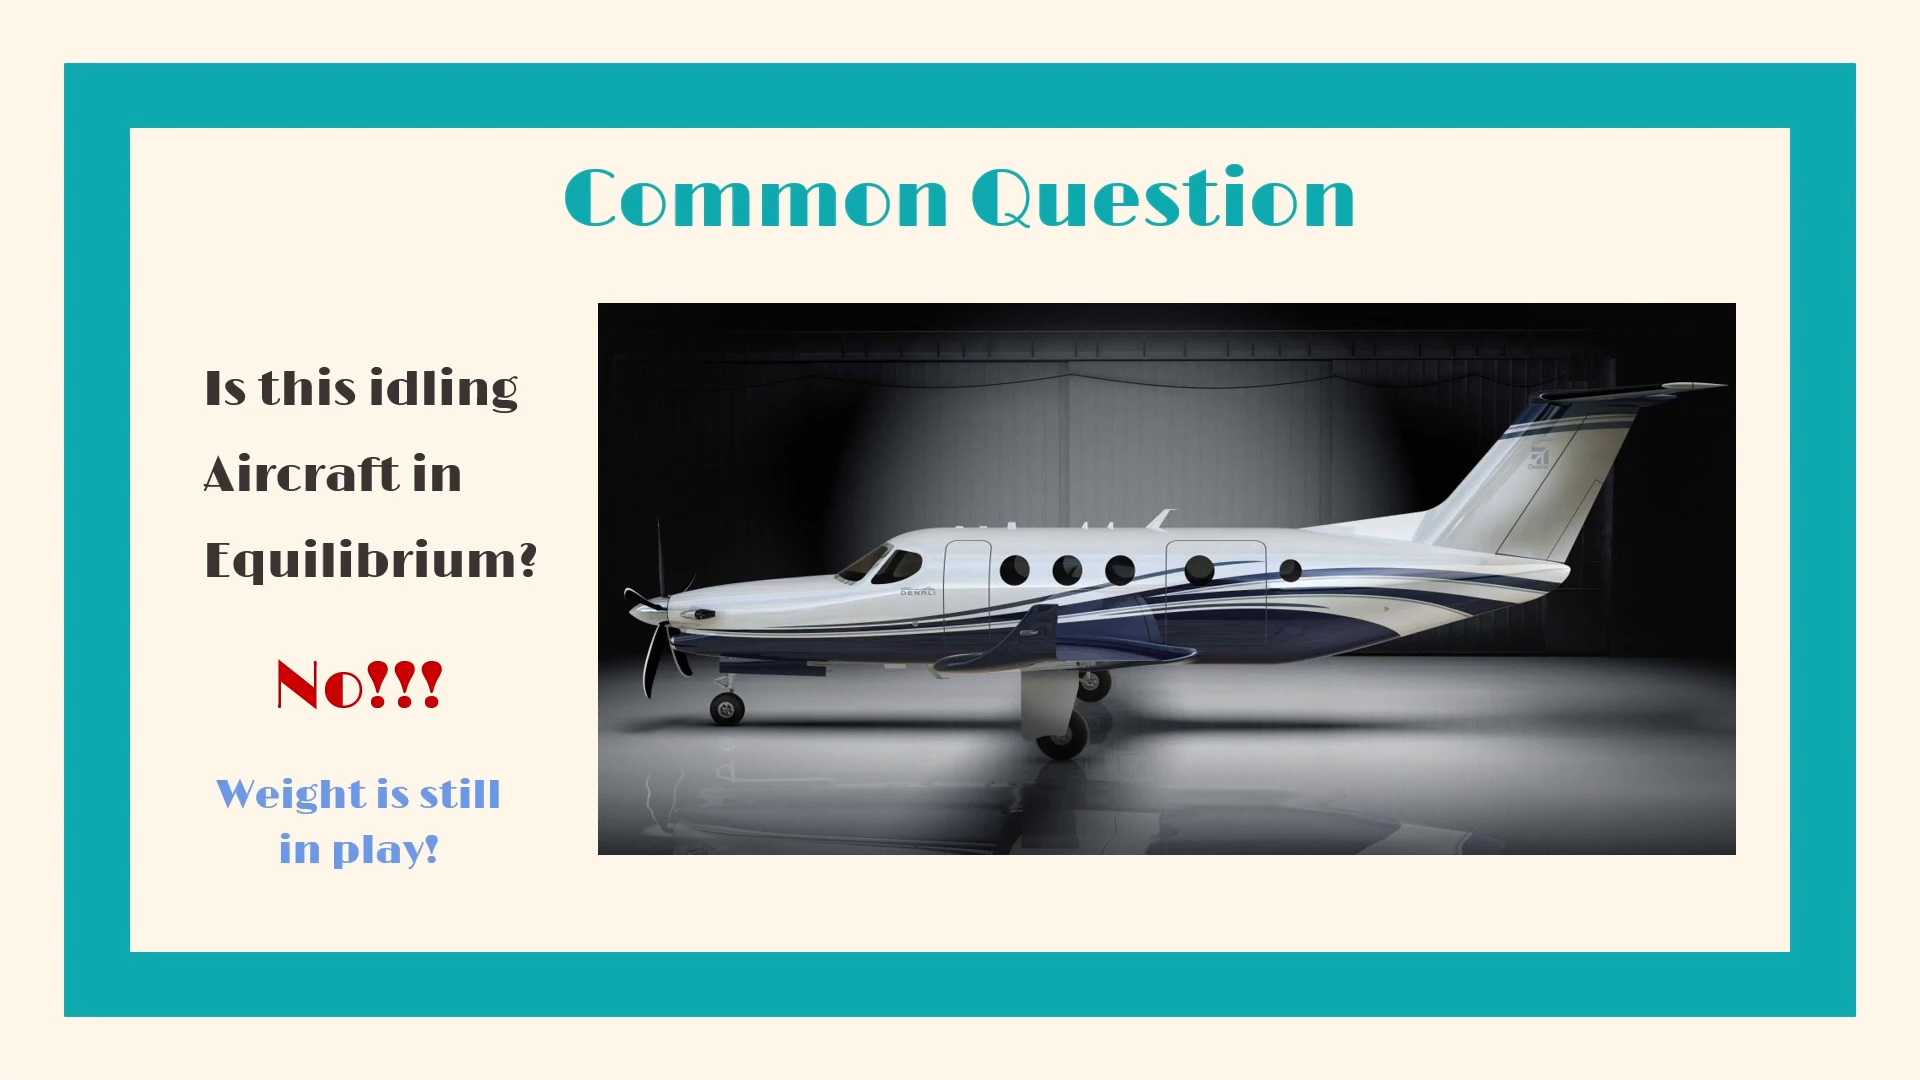 Common Question
Is this idling
Aircraft in
Equilibrium?
No!!!
Weight is still
in play!
DENALI